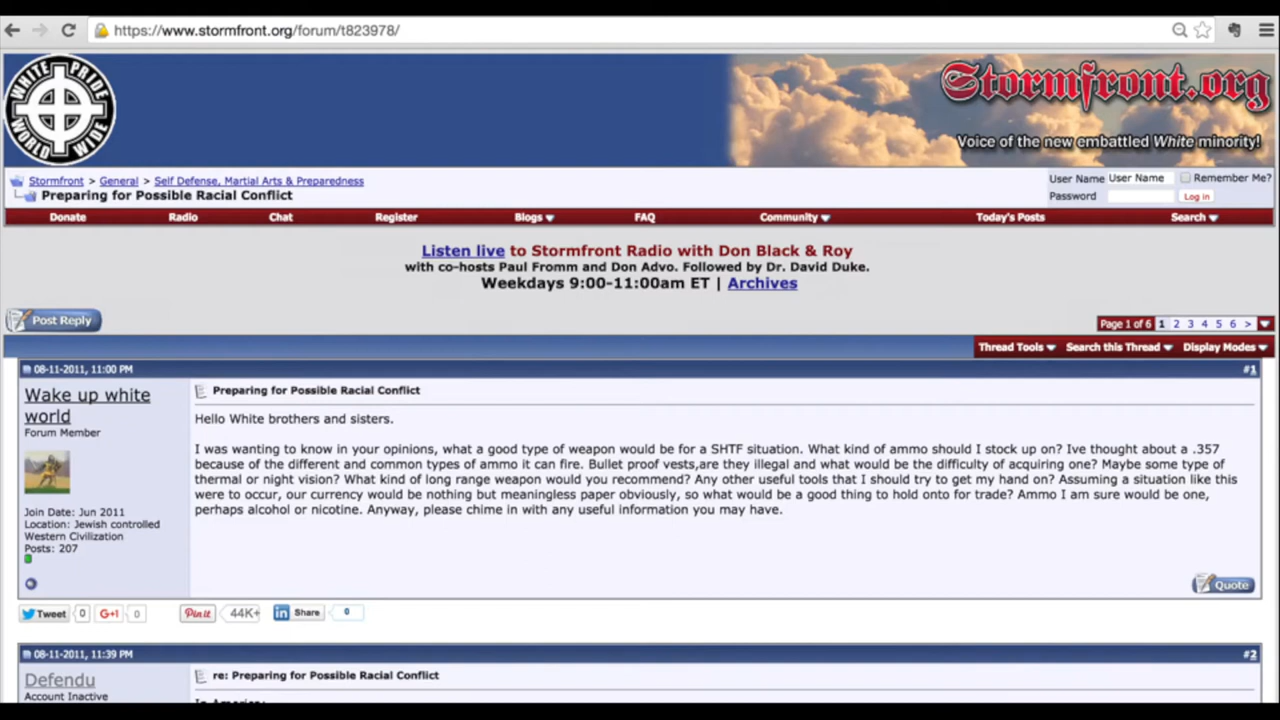 https://www.stormfront.org/forum/t823978/
WHITE PRIDE WORLD WIDE
Stormfront.org
Voice of the new embattled White minority!
Stormfront > General > Self Defense, Martial Arts & Preparedness
Preparing for Possible Racial Conflict
User Name User Name Remember Me?
Password Log in
Donate Radio Chat Register Blogs FAQ Community Today's Posts Search
Listen live to Stormfront Radio with Don Black & Roy
with co-hosts Paul Fromm and Don Advo. Followed by Dr. David Duke.
Weekdays 9:00-11:00am ET | Archives
Post Reply
Page 1 of 6 1 2 3 4 5 6 >
Thread Tools Search this Thread Display Modes
08-11-2011, 11:00 PM #1
Wake up white
world
Forum Member
Join Date: Jun 2011
Location: Jewish controlled
Western Civilization
Posts: 207
Preparing for Possible Racial Conflict
Hello White brothers and sisters.
I was wanting to know in your opinions, what a good type of weapon would be for a SHTF situation. What kind of ammo should I stock up on? Ive thought about a .357
because of the different and common types of ammo it can fire. Bullet proof vests,are they illegal and what would be the difficulty of acquiring one? Maybe some type of
thermal or night vision? What kind of long range weapon would you recommend? Any other useful tools that I should try to get my hand on? Assuming a situation like this
were to occur, our currency would be nothing but meaningless paper obviously, so what would be a good thing to hold onto for trade? Ammo I am sure would be one,
perhaps alcohol or nicotine. Anyway, please chime in with any useful information you may have.
Quote
Tweet 0 G+1 0 Pin it 44K+ in Share 0
08-11-2011, 11:39 PM #2
Defendu
Account Inactive
re: Preparing for Possible Racial Conflict